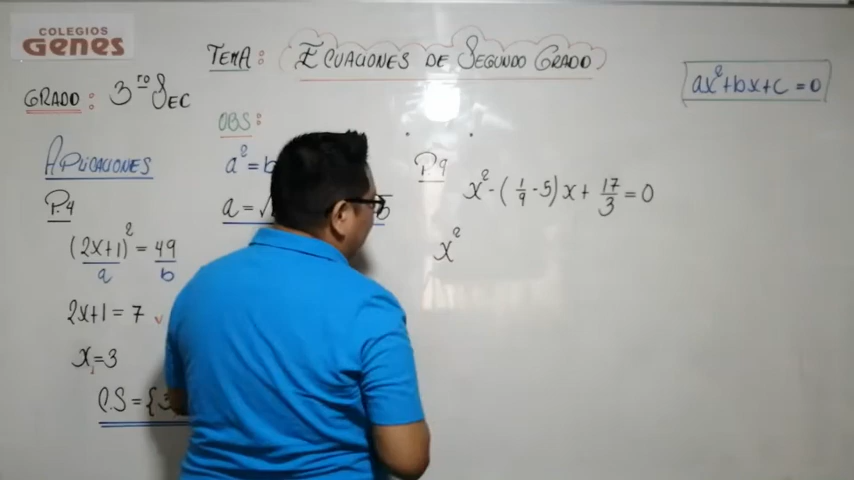 COLEGIOS
Genes
TEMA: ECUACIONES DE SEGUNDO GRADO
ax²+bx+c=0
GRADO: 3ro SEC
OBS:
APLICACIONES
a² = b
P.9
x² - (1/9 - 5)x + 17/3 = 0
P.4
a = √
b
(2x+1)² = 49
a b
x²
2x+1 = 7
x₁=3
C.S = {3